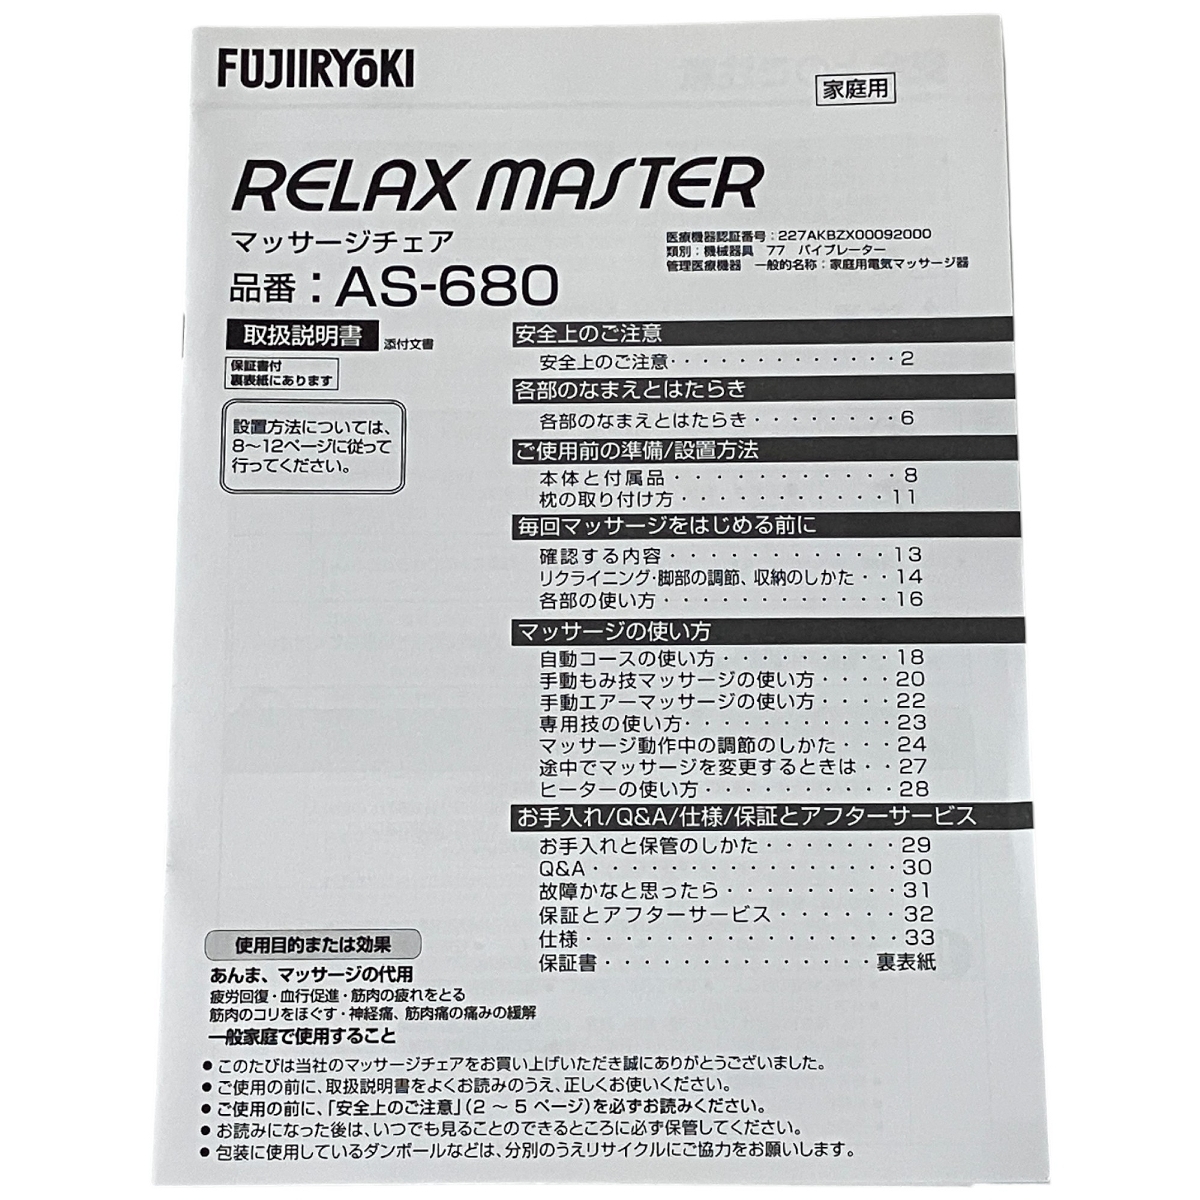 FUJIIRYōKI
家庭用
RELAX MASTER
マッサージチェア
品番：AS-680
医療機器認証番号：227AKBZX00092000
類別：機械器具 77 バイブレーター
管理医療機器 一般的名称：家庭用電気マッサージ器
取扱説明書 添付文書
保証書付
裏表紙にあります
設置方法については、
8～12ページに従って
行ってください。
安全上のご注意
安全上のご注意・・・・・・・・・・・・・2
各部のなまえとはたらき
各部のなまえとはたらき・・・・・・・・6
ご使用前の準備/設置方法
本体と付属品・・・・・・・・・・・8
枕の取り付け方・・・・・・・・・・11
毎回マッサージをはじめる前に
確認する内容・・・・・・・・・・・13
リクライニング・脚部の調節、収納のしかた・・14
各部の使い方・・・・・・・・・・・16
マッサージの使い方
自動コースの使い方・・・・・・・・・18
手動もみ技マッサージの使い方・・・・20
手動エアーマッサージの使い方・・・・22
専用技の使い方・・・・・・・・・・・23
マッサージ動作中の調節のしかた・・・24
途中でマッサージを変更するときは・・27
ヒーターの使い方・・・・・・・・・・28
お手入れ/Q&A/仕様/保証とアフターサービス
お手入れと保管のしかた・・・・・・・29
Q&A・・・・・・・・・・・・・・・・30
故障かなと思ったら・・・・・・・・・31
保証とアフターサービス・・・・・・32
仕様・・・・・・・・・・・・・・・・33
保証書・・・・・・・・・・・・・・裏表紙
使用目的または効果
あんま、マッサージの代用
疲労回復・血行促進・筋肉の疲れをとる
筋肉のコリをほぐす・神経痛、筋肉痛の痛みの緩解
一般家庭で使用すること
●このたびは当社のマッサージチェアをお買い上げいただき誠にありがとうございました。
●ご使用の前に、取扱説明書をよくお読みのうえ、正しくお使いください。
●ご使用の前に、「安全上のご注意」（2 ～ 5 ページ）を必ずお読みください。
●お読みになった後は、いつでも見ることのできるところに必ず保管してください。
●包装に使用しているダンボールなどは、分別のうえリサイクルにご協力をお願いします。